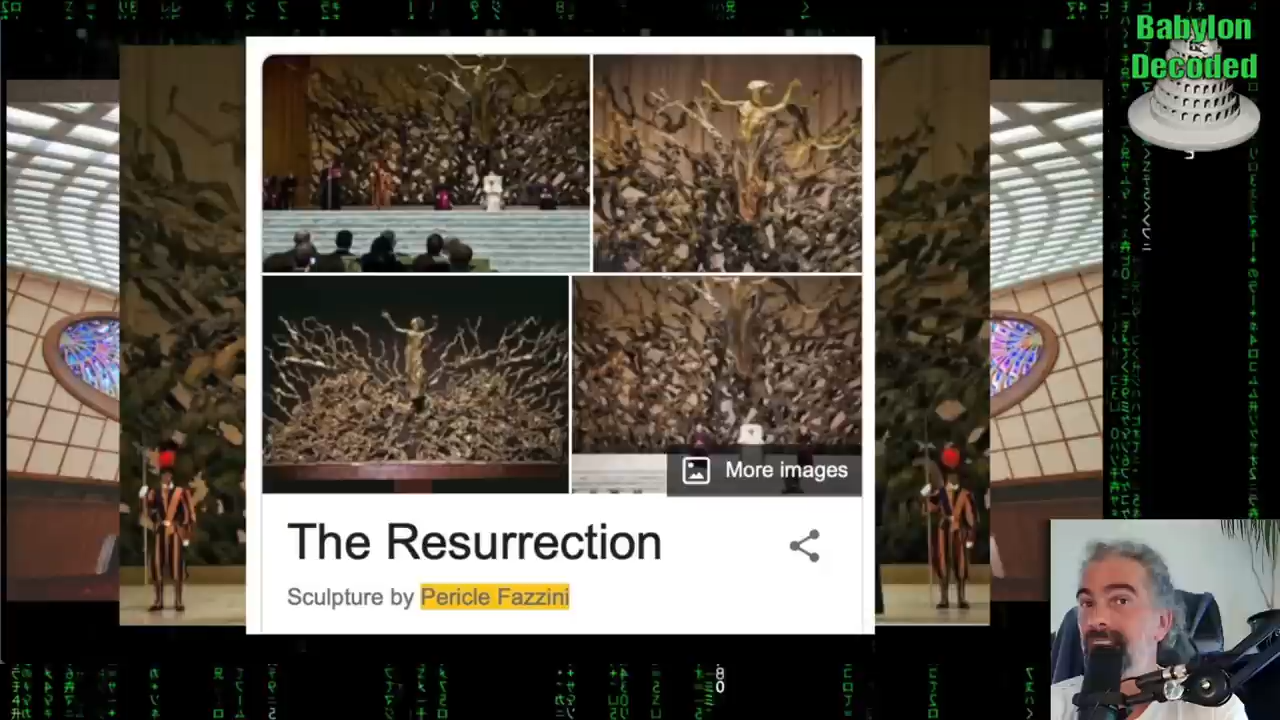 Babylon
Decoded
More images
The Resurrection
Sculpture by Pericle Fazzini